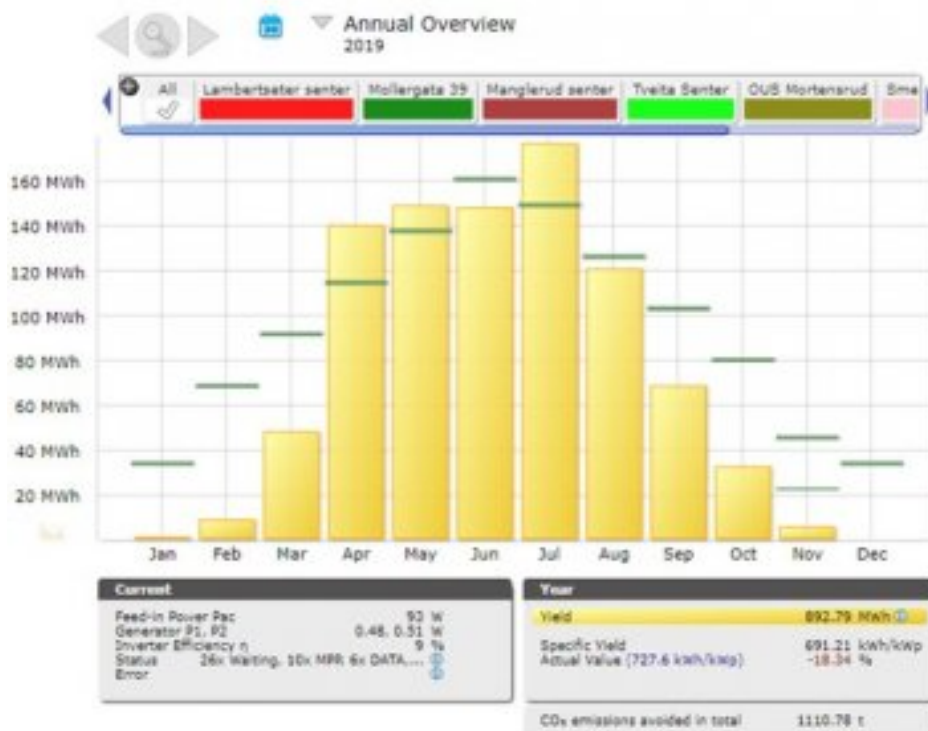 Annual Overview
2019
All Lambertseter senter Mollergata 39 Manglerud senter Tveita Senter OUS Mortensrud Sme
160 MWh
140 MWh
120 MWh
100 MWh
80 MWh
60 MWh
40 MWh
20 MWh
Jan Feb Mar Apr May Jun Jul Aug Sep Oct Nov Dec
Current
Feed-in Power Pac 93 W
Generator P1, P2 0.48, 0.51 W
Inverter Efficiency η 9 %
Status 26x Waiting, 10x MPP, 6x DATA,...
Error
Year
Yield 892.79 MWh
Specific Yield 691.21 kWh/kWp
Actual Value (727.6 kWh/kWp) -18.34 %
CO₂ emissions avoided in total 1110.78 t